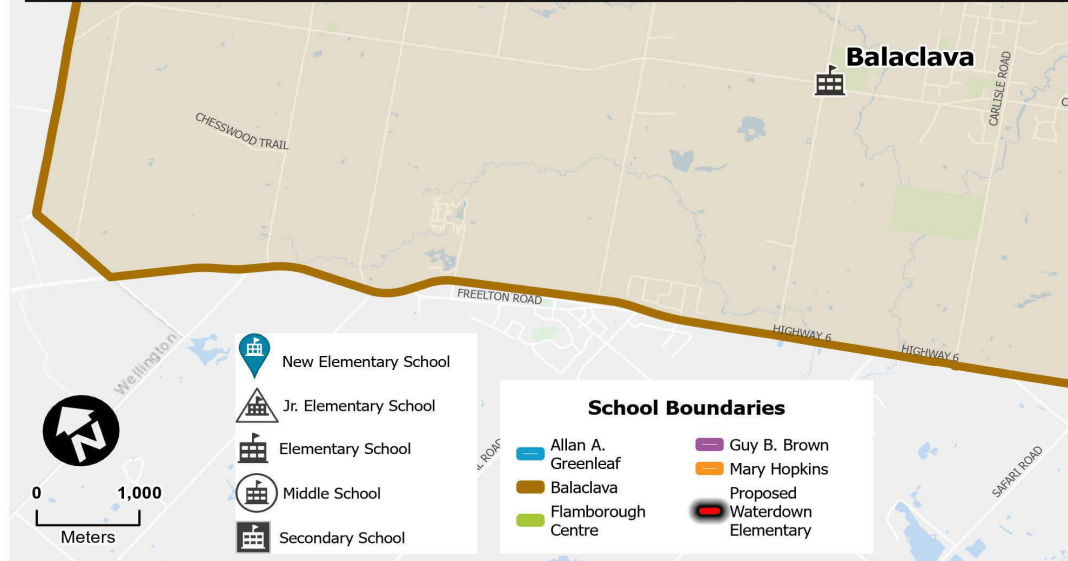 Balaclava
CARLISLE ROAD
CHESSWOOD TRAIL
FREELTON ROAD
HIGHWAY 6
HIGHWAY 6
Wellington
SAFARI ROAD
ROAD
New Elementary School
Jr. Elementary School
Elementary School
Middle School
Secondary School
School Boundaries
Allan A.
Greenleaf
Balaclava
Flamborough
Centre
Guy B. Brown
Mary Hopkins
Proposed
Waterdown
Elementary
N
0 1,000
Meters